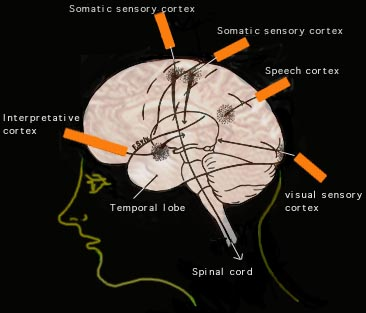 Somatic sensory cortex
Somatic sensory cortex
Speech cortex
Interpretative
cortex
visual sensory
cortex
Temporal lobe
Spinal cord